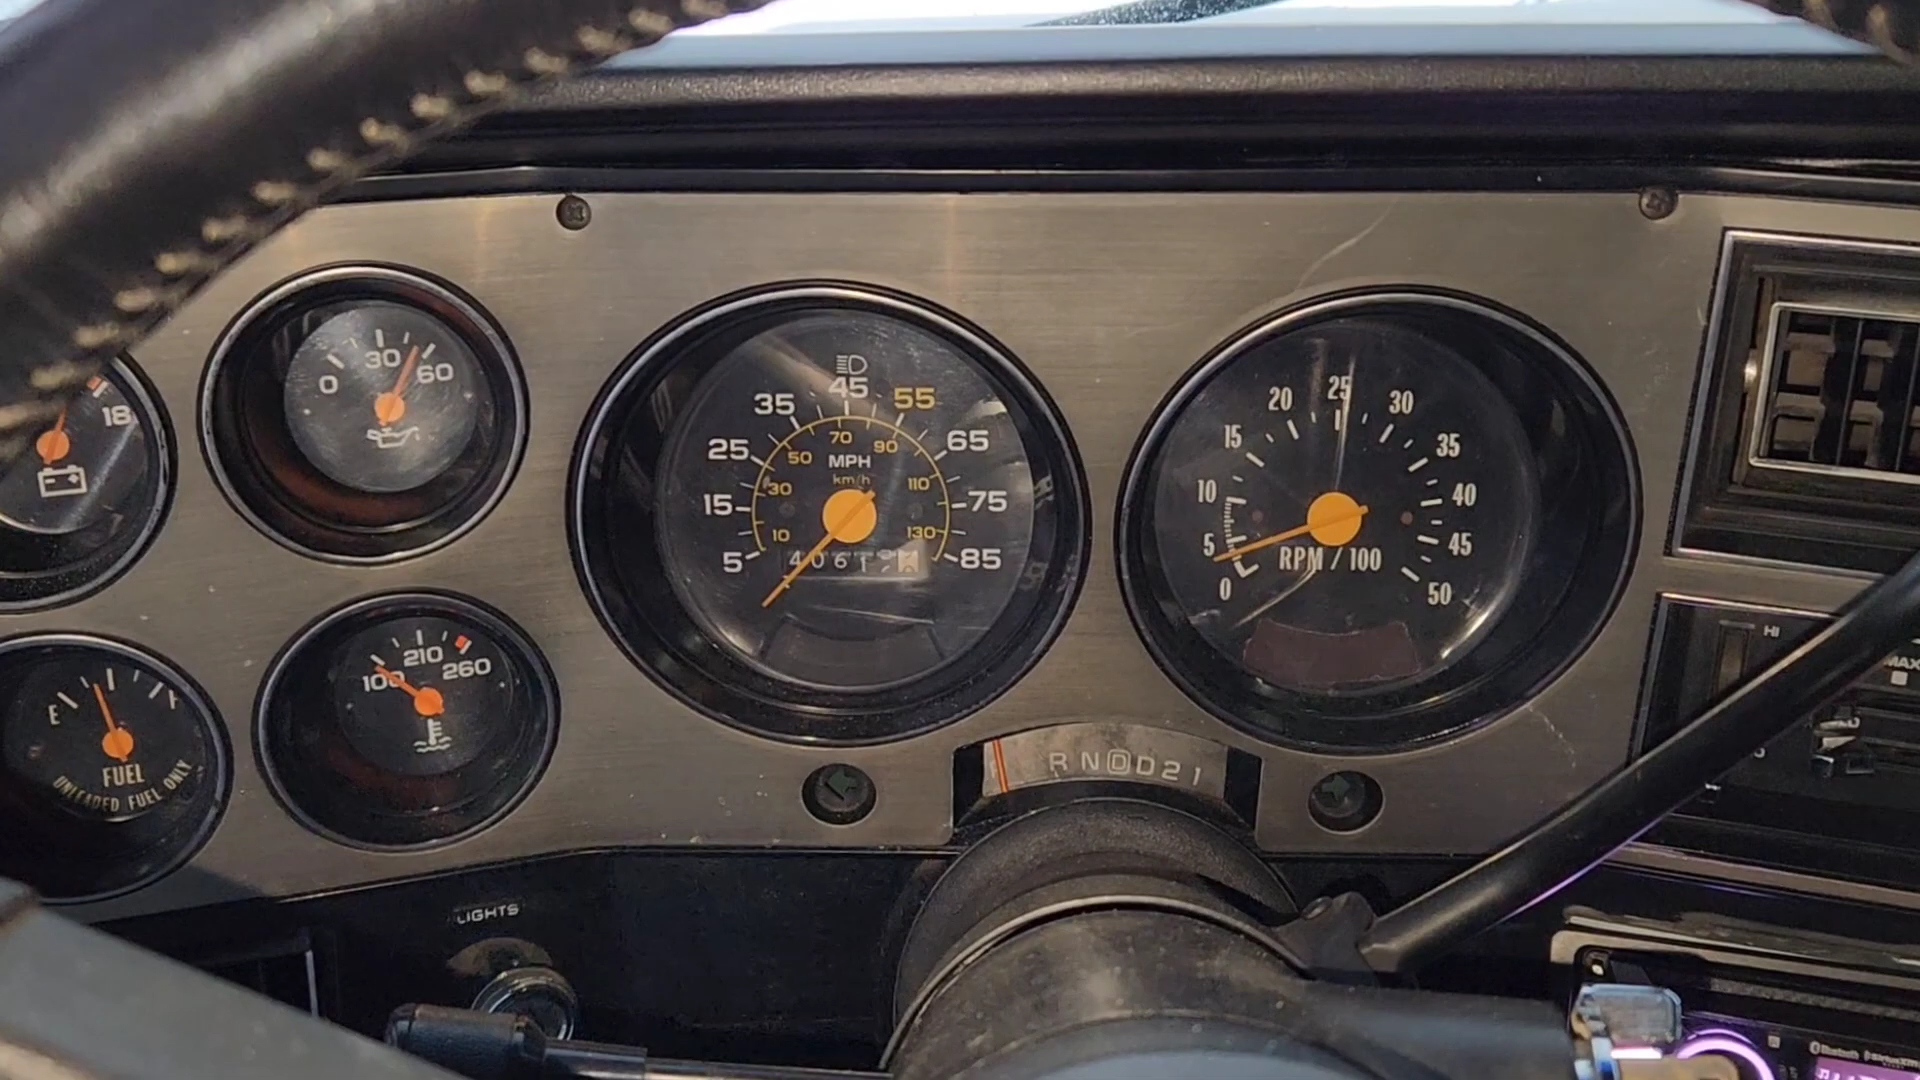 18
0 30 60
E F
FUEL
UNLEADED FUEL ONLY
100 210 260
5 15 25 35 45 55 65 75 85
10 30 50 70 90 110 130
MPH
km/h
0 5 10 15 20 25 30 35 40 45 50
RPM / 100
R N D D 2 1
LIGHTS
HI
MAX
Bluetooth